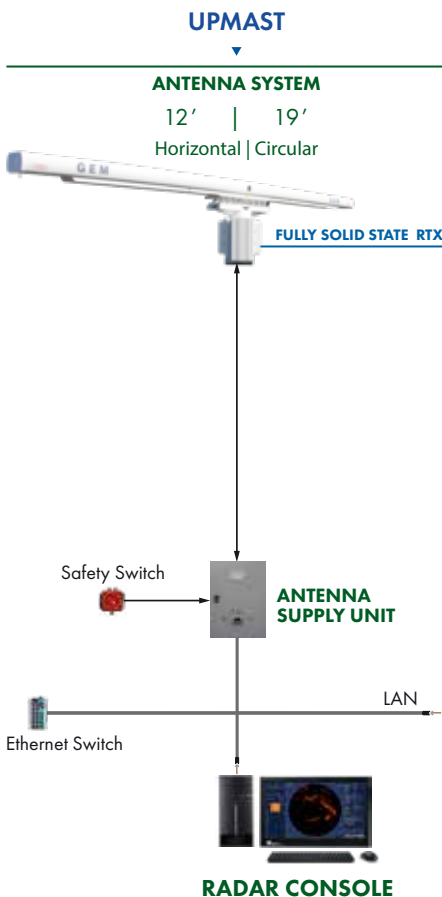 UPMAST
ANTENNA SYSTEM
12’ | 19’
Horizontal | Circular
GEM
FULLY SOLID STATE RTX
Safety Switch
ANTENNA
SUPPLY UNIT
LAN
Ethernet Switch
RADAR CONSOLE